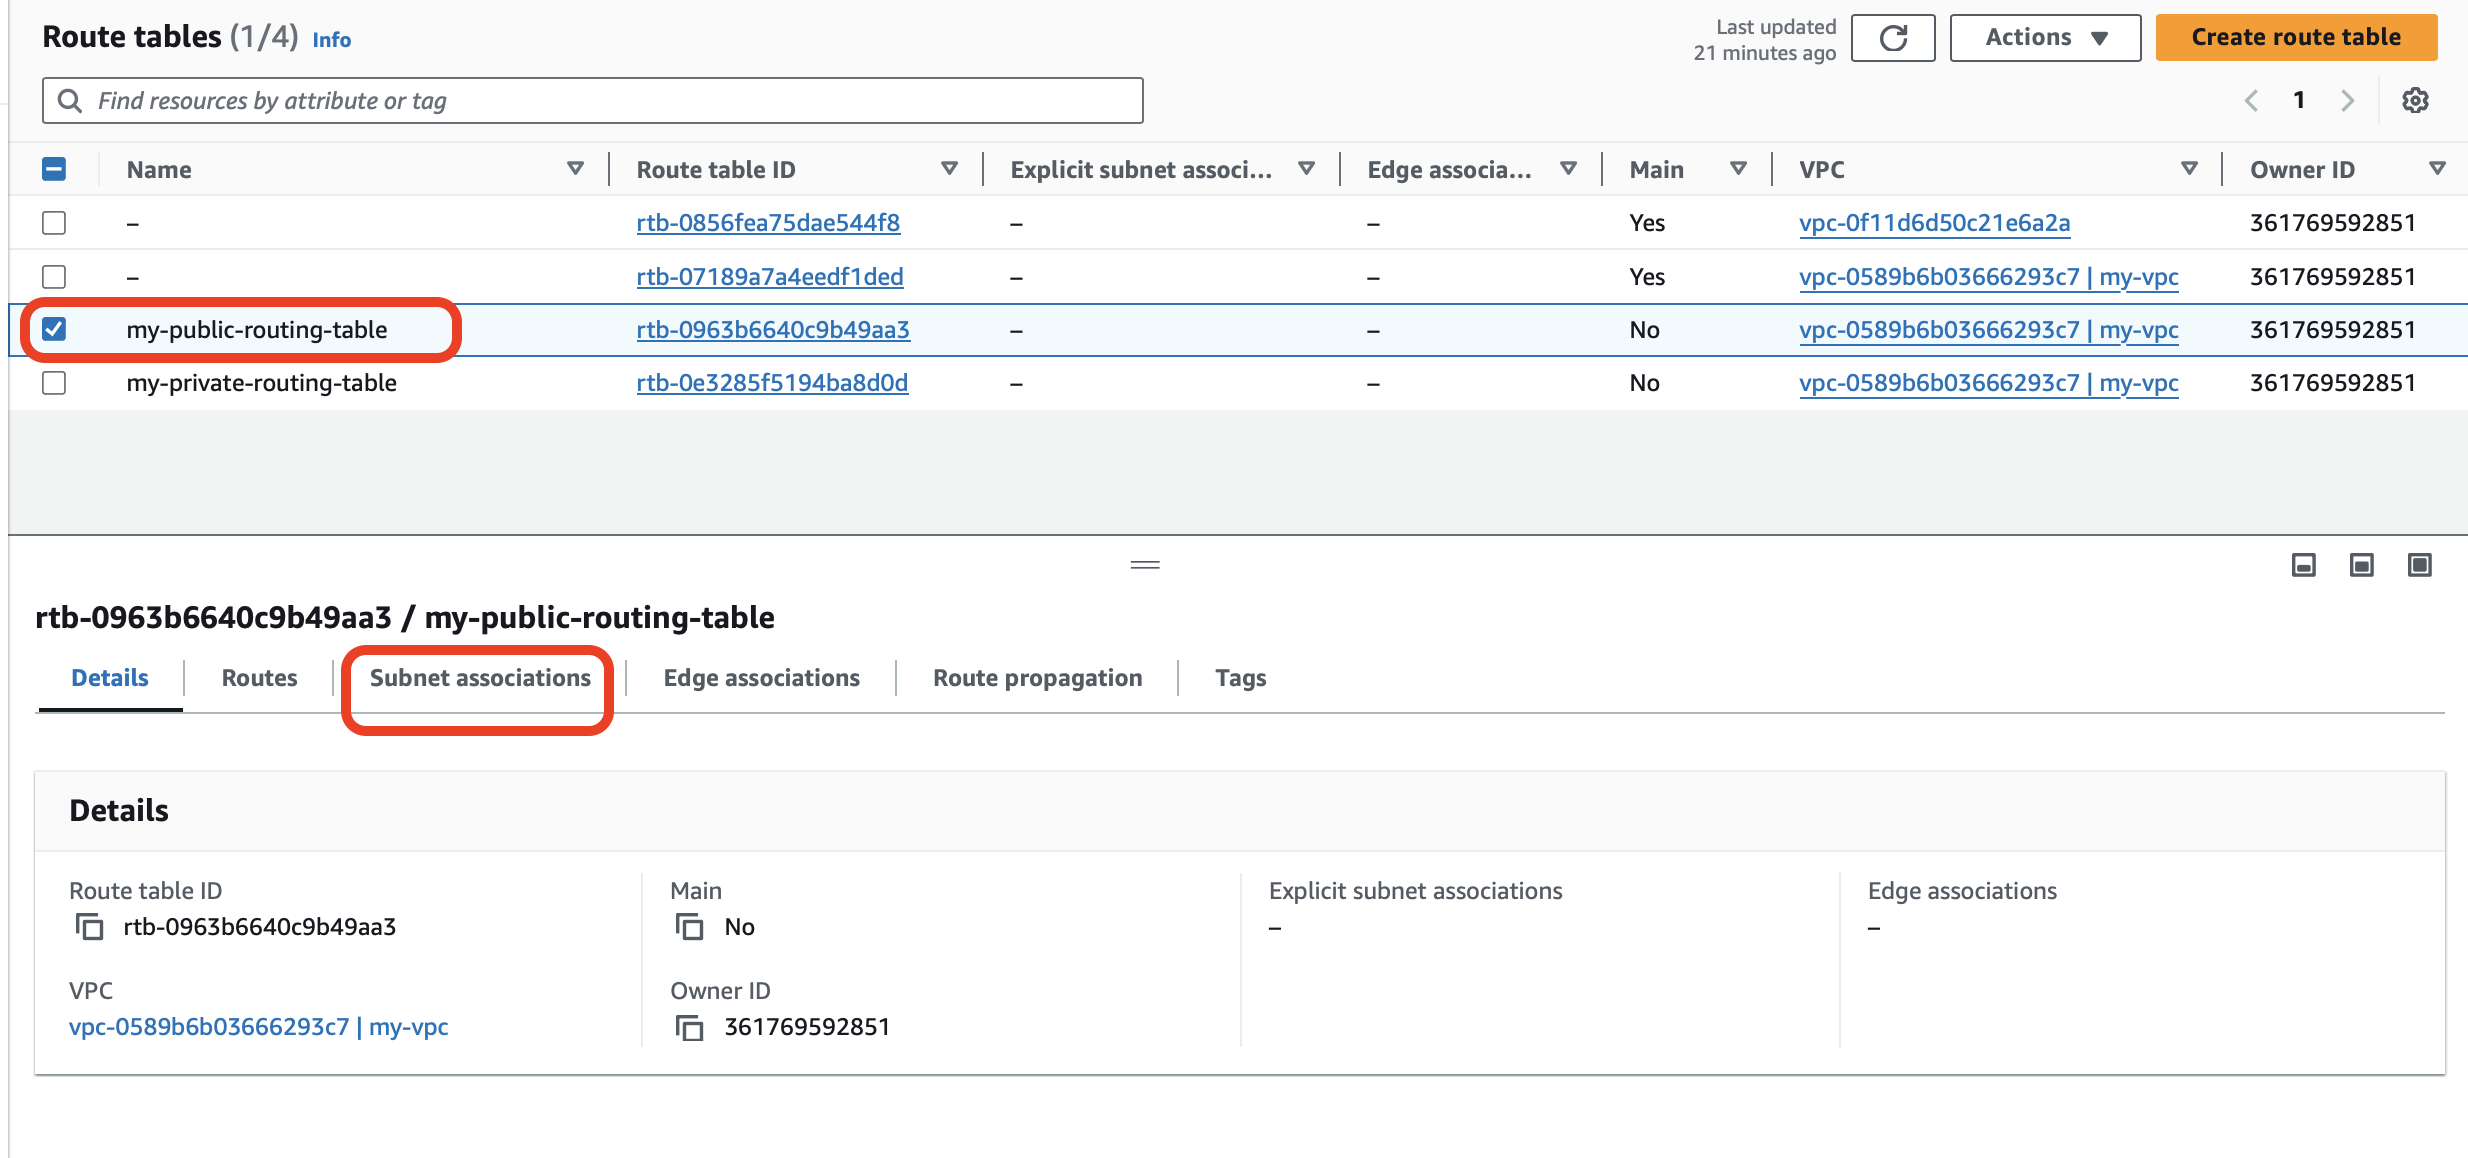 Route tables (1/4) Info
Last updated
21 minutes ago
Actions
Create route table
Find resources by attribute or tag
1
Name Route table ID Explicit subnet associ... Edge associa... Main VPC Owner ID
– rtb-0856fea75dae544f8 – – Yes vpc-0f11d6d50c21e6a2a 361769592851
– rtb-07189a7a4eedf1ded – – Yes vpc-0589b6b03666293c7 | my-vpc 361769592851
my-public-routing-table rtb-0963b6640c9b49aa3 – – No vpc-0589b6b03666293c7 | my-vpc 361769592851
my-private-routing-table rtb-0e3285f5194ba8d0d – – No vpc-0589b6b03666293c7 | my-vpc 361769592851
rtb-0963b6640c9b49aa3 / my-public-routing-table
Details Routes Subnet associations Edge associations Route propagation Tags
Details
Route table ID Main Explicit subnet associations Edge associations
rtb-0963b6640c9b49aa3 No – –
VPC Owner ID
vpc-0589b6b03666293c7 | my-vpc 361769592851